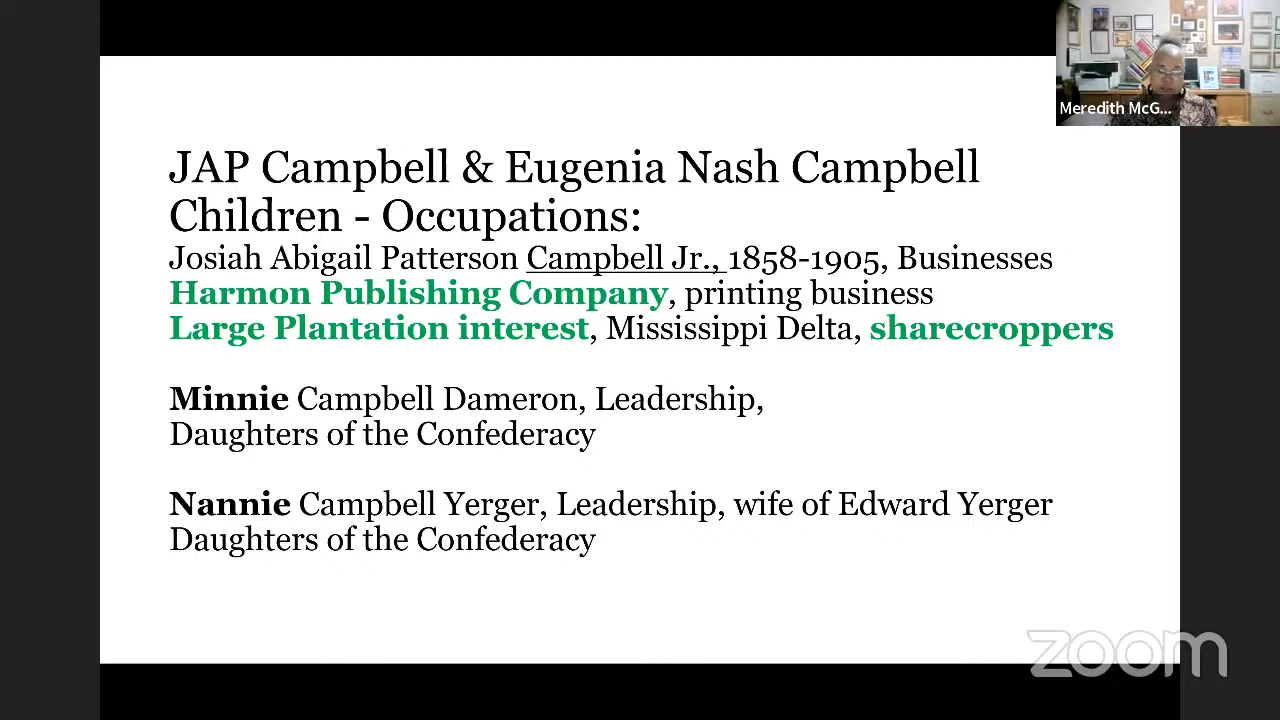 Meredith McG...
JAP Campbell & Eugenia Nash Campbell
Children - Occupations:
Josiah Abigail Patterson Campbell Jr., 1858-1905, Businesses
Harmon Publishing Company, printing business
Large Plantation interest, Mississippi Delta, sharecroppers
Minnie Campbell Dameron, Leadership,
Daughters of the Confederacy
Nannie Campbell Yerger, Leadership, wife of Edward Yerger
Daughters of the Confederacy
zoom